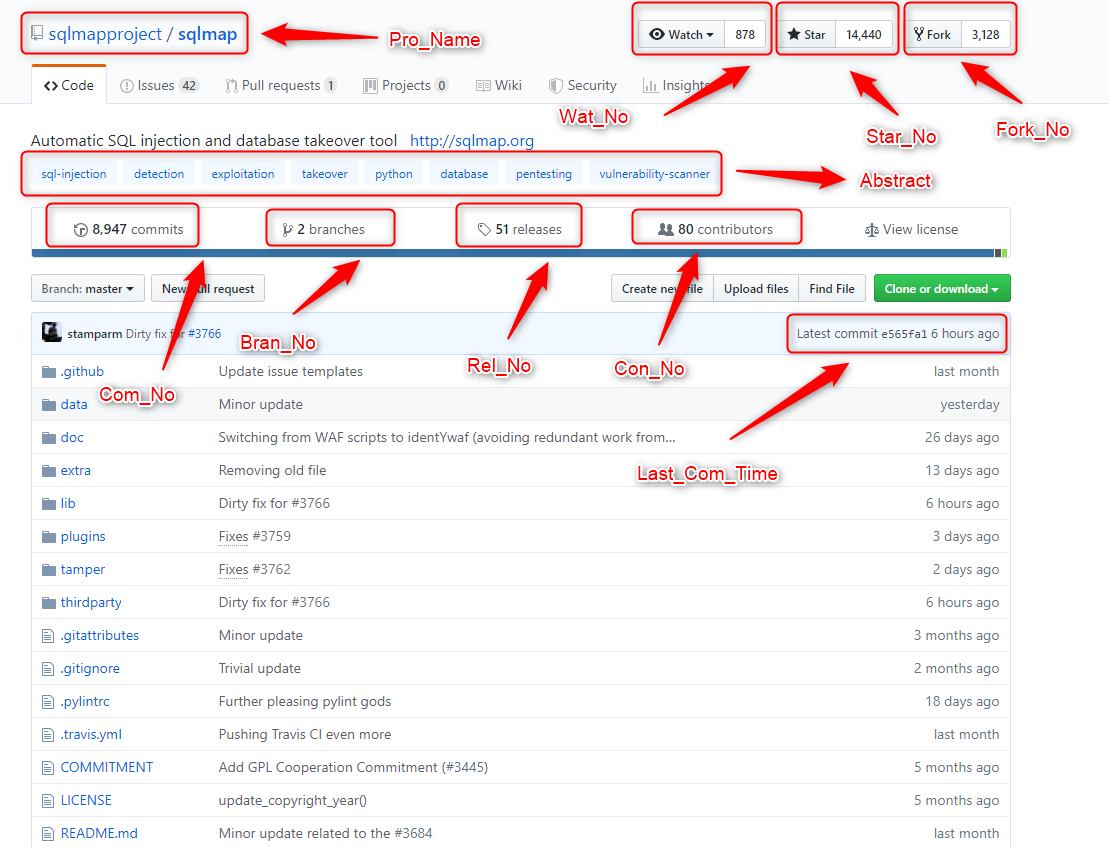 sqlmapproject / sqlmap
Pro_Name
Watch 878 Star 14,440 Fork 3,128
Code Issues 42 Pull requests 1 Projects 0 Wiki Security Insights
Wat_No
Star_No
Fork_No
Automatic SQL injection and database takeover tool http://sqlmap.org
sql-injection detection exploitation takeover python database pentesting vulnerability-scanner
Abstract
8,947 commits 2 branches 51 releases 80 contributors View license
Branch: master New pull request Create new file Upload files Find File Clone or download
stamparm Dirty fix for #3766 Latest commit e565fa1 6 hours ago
Bran_No
Rel_No
Con_No
.github Update issue templates last month
Com_No
data Minor update yesterday
doc Switching from WAF scripts to identYwaf (avoiding redundant work from... 26 days ago
extra Removing old file 13 days ago
Last_Com_Time
lib Dirty fix for #3766 6 hours ago
plugins Fixes #3759 3 days ago
tamper Fixes #3762 2 days ago
thirdparty Dirty fix for #3766 6 hours ago
.gitattributes Minor update 3 months ago
.gitignore Trivial update 2 months ago
.pylintrc Further pleasing pylint gods 18 days ago
.travis.yml Pushing Travis CI even more last month
COMMITMENT Add GPL Cooperation Commitment (#3445) 5 months ago
LICENSE update_copyright_year() 5 months ago
README.md Minor update related to the #3684 last month